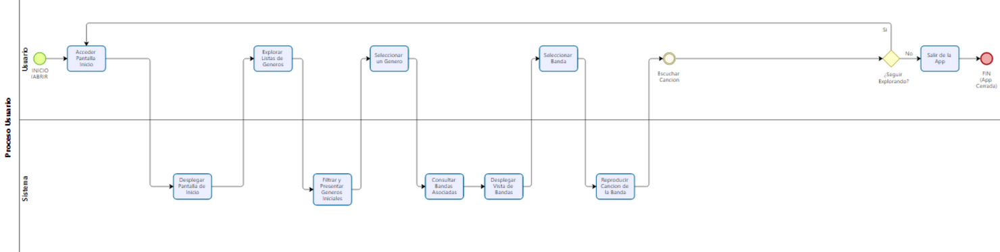 Proceso Usuario
Usuario
INICIO
(ABRIR
Acceder
Pantalla
Inicio
Explorar
Listas de
Generos
Seleccionar
un Genero
Seleccionar
Banda
Escuchar
Cancion
Si
¿Seguir
Explorando?
No
Salir de la
App
FIN
(App
Cerrada)
Sistema
Desplegar
Pantalla de
Inicio
Filtrar y
Presentar
Generos
Iniciales
Consultar
Bandas
Asociadas
Desplegar
Vista de
Bandas
Reproducir
Cancion de
la Banda